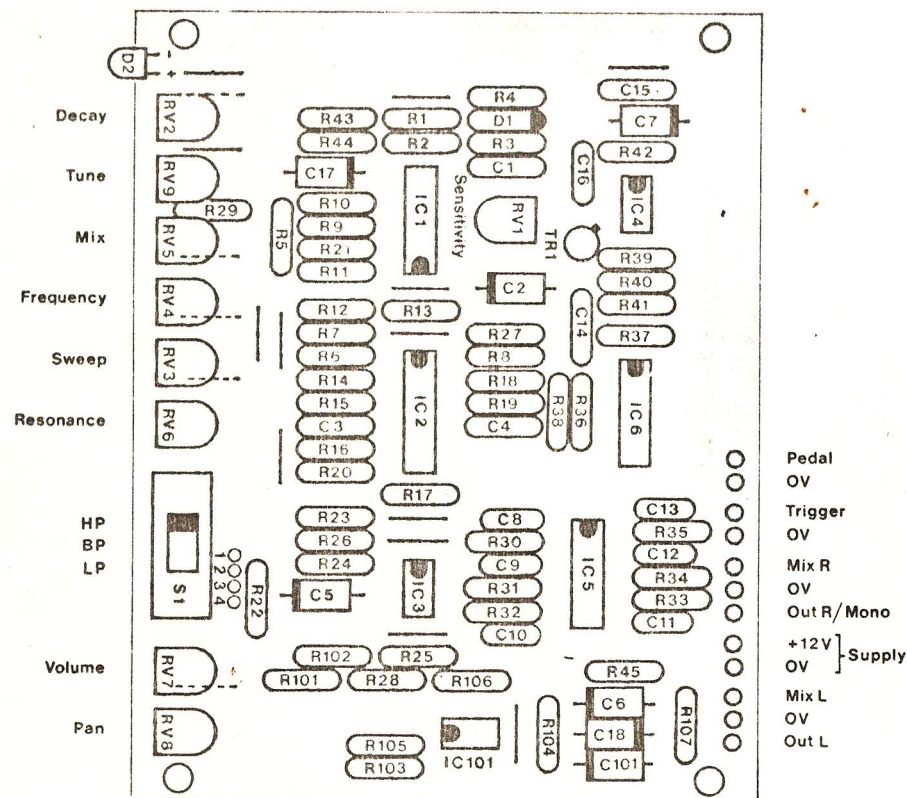 D2
-
+
Decay
RV2
Tune
RV9
R29
Mix
RV5
Frequency
RV4
Sweep
RV3
Resonance
RV6
HP
BP
LP
S1
1
2
3
4
R22
Volume
RV7
Pan
RV8
R43
R44
C17
R10
R9
R21
R11
R5
R12
R7
R6
R14
R15
C3
R16
R20
R23
R26
R24
C5
R102
R101
R28
R25
R106
R105
R103
R1
R2
IC1
Sensitivity
R13
IC2
R17
IC3
IC101
R4
D1
R3
C1
RV1
TR1
C2
R27
R8
R18
R19
C4
R38
R36
C14
C8
R30
C9
R31
R32
C10
IC5
C15
C7
R42
C16
IC4
R39
R40
R41
R37
IC6
C13
R35
C12
R34
R33
C11
R45
C6
C18
C101
R104
R107
Pedal
OV
Trigger
OV
Mix R
OV
Out R/Mono
+12V
OV
Supply
Mix L
OV
Out L